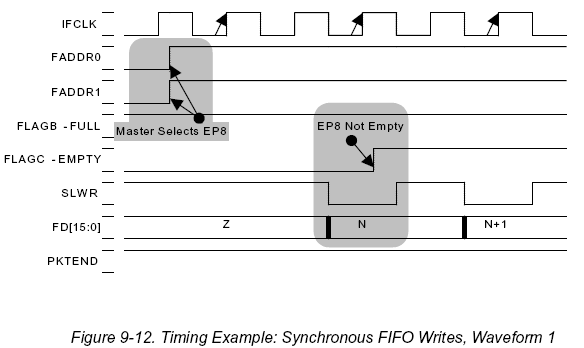 IFCLK
FADDR0
FADDR1
Master Selects EP8
FLAGB - FULL
EP8 Not Empty
FLAGC - EMPTY
SLWR
FD[15:0]
Z
N
N+1
PKTEND
Figure 9-12. Timing Example: Synchronous FIFO Writes, Waveform 1